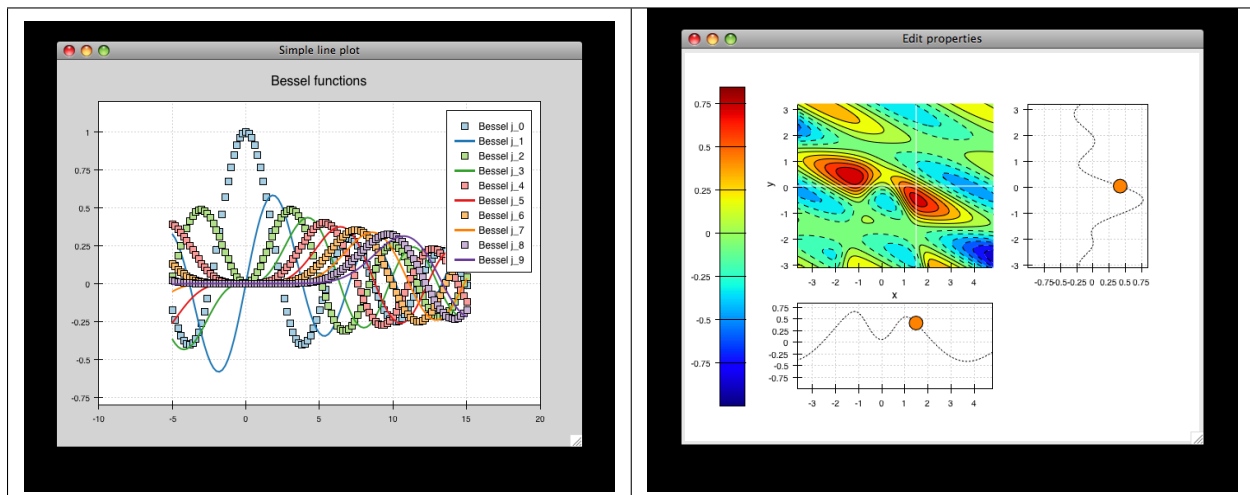 Simple line plot
Bessel functions
Bessel j_0
Bessel j_1
Bessel j_2
Bessel j_3
Bessel j_4
Bessel j_5
Bessel j_6
Bessel j_7
Bessel j_8
Bessel j_9
1
0.75
0.5
0.25
0
-0.25
-0.5
-0.75
-10 -5 0 5 10 15 20
Edit properties
0.75
0.5
0.25
0
-0.25
-0.5
-0.75
3
2
1
0
-1
-2
-3
y
-3 -2 -1 0 1 2 3 4
x
3
2
1
0
-1
-2
-3
-0.75 -0.5 -0.25 0 0.25 0.5 0.75
0.75
0.5
0.25
0
-0.25
-0.5
-0.75
-3 -2 -1 0 1 2 3 4